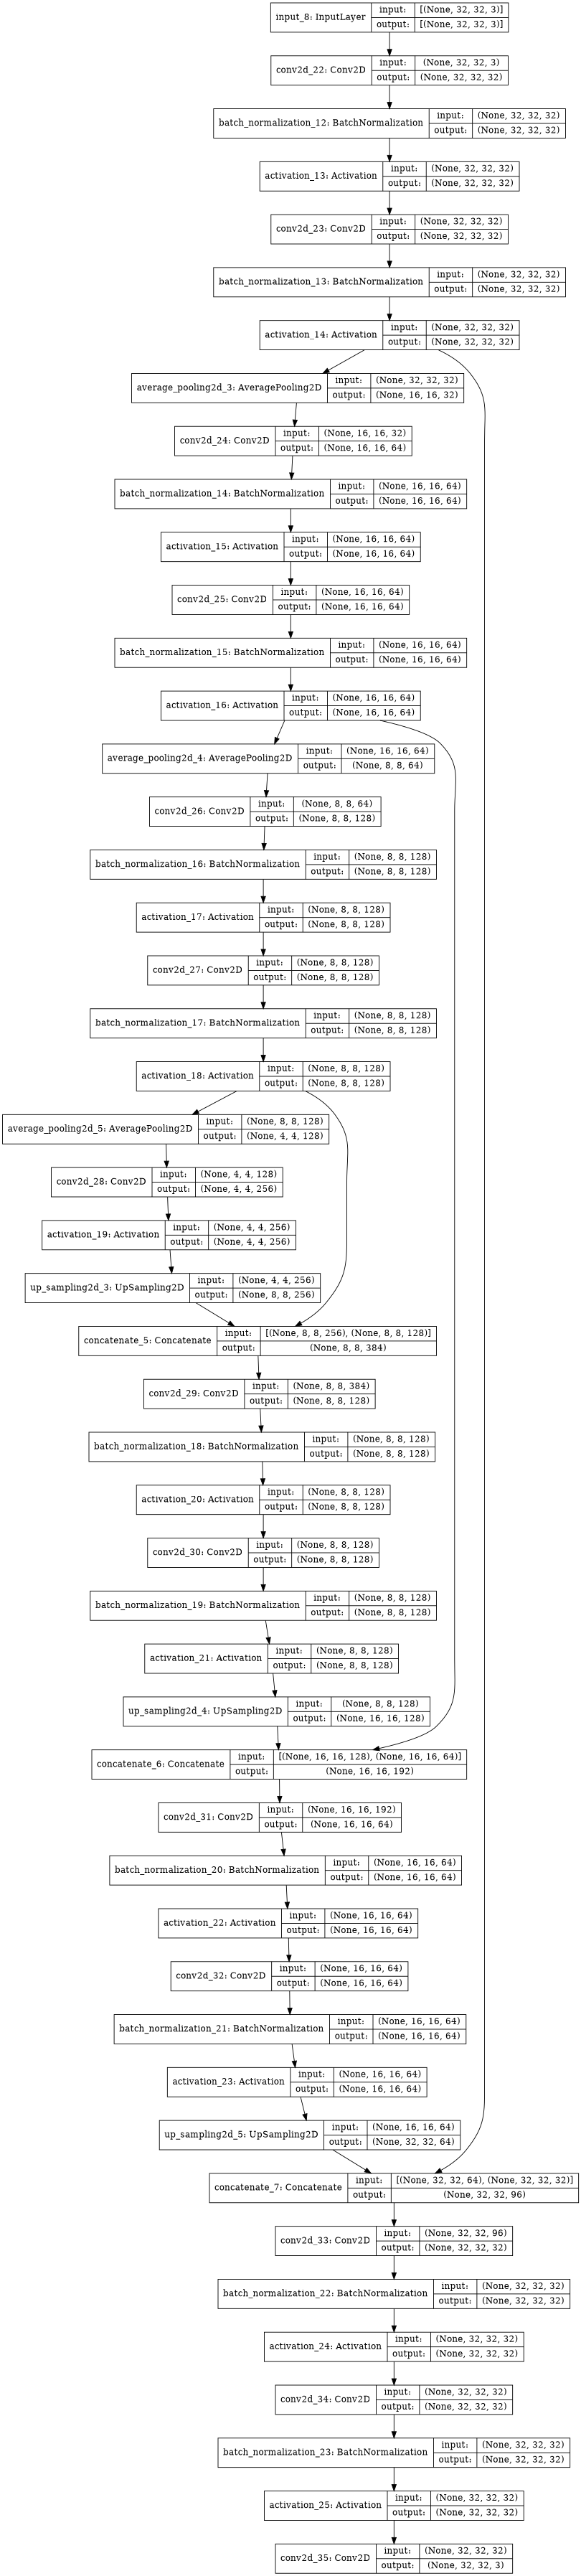 input_8: InputLayer input: [(None, 32, 32, 3)]
output: [(None, 32, 32, 3)]
conv2d_22: Conv2D input: (None, 32, 32, 3)
output: (None, 32, 32, 32)
batch_normalization_12: BatchNormalization input: (None, 32, 32, 32)
output: (None, 32, 32, 32)
activation_13: Activation input: (None, 32, 32, 32)
output: (None, 32, 32, 32)
conv2d_23: Conv2D input: (None, 32, 32, 32)
output: (None, 32, 32, 32)
batch_normalization_13: BatchNormalization input: (None, 32, 32, 32)
output: (None, 32, 32, 32)
activation_14: Activation input: (None, 32, 32, 32)
output: (None, 32, 32, 32)
average_pooling2d_3: AveragePooling2D input: (None, 32, 32, 32)
output: (None, 16, 16, 32)
conv2d_24: Conv2D input: (None, 16, 16, 32)
output: (None, 16, 16, 64)
batch_normalization_14: BatchNormalization input: (None, 16, 16, 64)
output: (None, 16, 16, 64)
activation_15: Activation input: (None, 16, 16, 64)
output: (None, 16, 16, 64)
conv2d_25: Conv2D input: (None, 16, 16, 64)
output: (None, 16, 16, 64)
batch_normalization_15: BatchNormalization input: (None, 16, 16, 64)
output: (None, 16, 16, 64)
activation_16: Activation input: (None, 16, 16, 64)
output: (None, 16, 16, 64)
average_pooling2d_4: AveragePooling2D input: (None, 16, 16, 64)
output: (None, 8, 8, 64)
conv2d_26: Conv2D input: (None, 8, 8, 64)
output: (None, 8, 8, 128)
batch_normalization_16: BatchNormalization input: (None, 8, 8, 128)
output: (None, 8, 8, 128)
activation_17: Activation input: (None, 8, 8, 128)
output: (None, 8, 8, 128)
conv2d_27: Conv2D input: (None, 8, 8, 128)
output: (None, 8, 8, 128)
batch_normalization_17: BatchNormalization input: (None, 8, 8, 128)
output: (None, 8, 8, 128)
activation_18: Activation input: (None, 8, 8, 128)
output: (None, 8, 8, 128)
average_pooling2d_5: AveragePooling2D input: (None, 8, 8, 128)
output: (None, 4, 4, 128)
conv2d_28: Conv2D input: (None, 4, 4, 128)
output: (None, 4, 4, 256)
activation_19: Activation input: (None, 4, 4, 256)
output: (None, 4, 4, 256)
up_sampling2d_3: UpSampling2D input: (None, 4, 4, 256)
output: (None, 8, 8, 256)
concatenate_5: Concatenate input: [(None, 8, 8, 256), (None, 8, 8, 128)]
output: (None, 8, 8, 384)
conv2d_29: Conv2D input: (None, 8, 8, 384)
output: (None, 8, 8, 128)
batch_normalization_18: BatchNormalization input: (None, 8, 8, 128)
output: (None, 8, 8, 128)
activation_20: Activation input: (None, 8, 8, 128)
output: (None, 8, 8, 128)
conv2d_30: Conv2D input: (None, 8, 8, 128)
output: (None, 8, 8, 128)
batch_normalization_19: BatchNormalization input: (None, 8, 8, 128)
output: (None, 8, 8, 128)
activation_21: Activation input: (None, 8, 8, 128)
output: (None, 8, 8, 128)
up_sampling2d_4: UpSampling2D input: (None, 8, 8, 128)
output: (None, 16, 16, 128)
concatenate_6: Concatenate input: [(None, 16, 16, 128), (None, 16, 16, 64)]
output: (None, 16, 16, 192)
conv2d_31: Conv2D input: (None, 16, 16, 192)
output: (None, 16, 16, 64)
batch_normalization_20: BatchNormalization input: (None, 16, 16, 64)
output: (None, 16, 16, 64)
activation_22: Activation input: (None, 16, 16, 64)
output: (None, 16, 16, 64)
conv2d_32: Conv2D input: (None, 16, 16, 64)
output: (None, 16, 16, 64)
batch_normalization_21: BatchNormalization input: (None, 16, 16, 64)
output: (None, 16, 16, 64)
activation_23: Activation input: (None, 16, 16, 64)
output: (None, 16, 16, 64)
up_sampling2d_5: UpSampling2D input: (None, 16, 16, 64)
output: (None, 32, 32, 64)
concatenate_7: Concatenate input: [(None, 32, 32, 64), (None, 32, 32, 32)]
output: (None, 32, 32, 96)
conv2d_33: Conv2D input: (None, 32, 32, 96)
output: (None, 32, 32, 32)
batch_normalization_22: BatchNormalization input: (None, 32, 32, 32)
output: (None, 32, 32, 32)
activation_24: Activation input: (None, 32, 32, 32)
output: (None, 32, 32, 32)
conv2d_34: Conv2D input: (None, 32, 32, 32)
output: (None, 32, 32, 32)
batch_normalization_23: BatchNormalization input: (None, 32, 32, 32)
output: (None, 32, 32, 32)
activation_25: Activation input: (None, 32, 32, 32)
output: (None, 32, 32, 32)
conv2d_35: Conv2D input: (None, 32, 32, 32)
output: (None, 32, 32, 3)